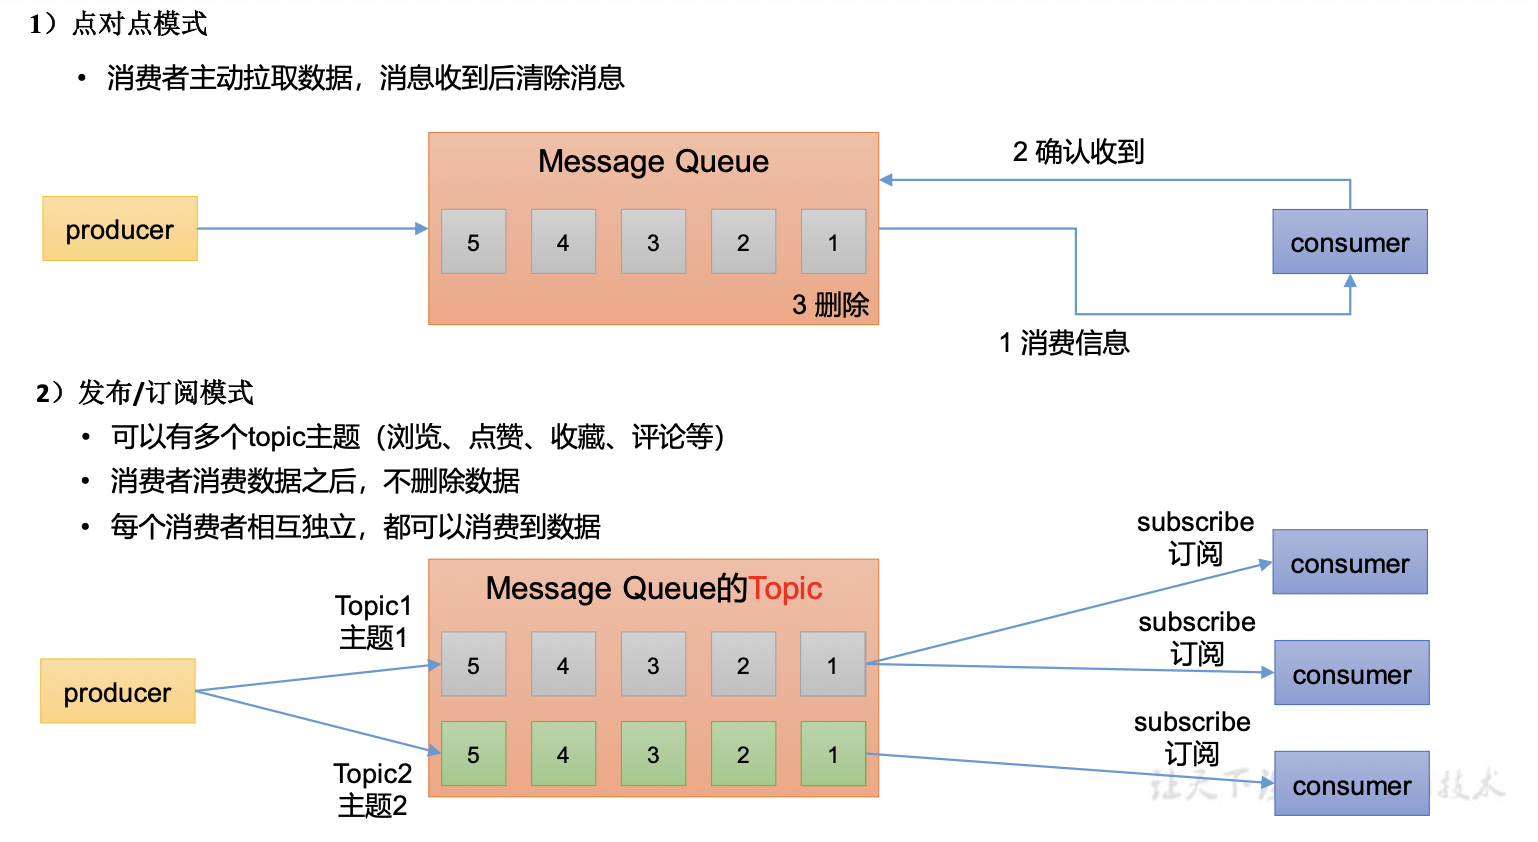 1）点对点模式
• 消费者主动拉取数据，消息收到后清除消息
Message Queue
2 确认收到
producer
5 4 3 2 1
consumer
3 删除
1 消费信息
2）发布/订阅模式
• 可以有多个topic主题（浏览、点赞、收藏、评论等）
• 消费者消费数据之后，不删除数据
• 每个消费者相互独立，都可以消费到数据
subscribe
订阅
consumer
Message Queue的Topic
Topic1
主题1
subscribe
订阅
5 4 3 2 1
consumer
producer
subscribe
订阅
5 4 3 2 1
Topic2
主题2
consumer
让天下 技术